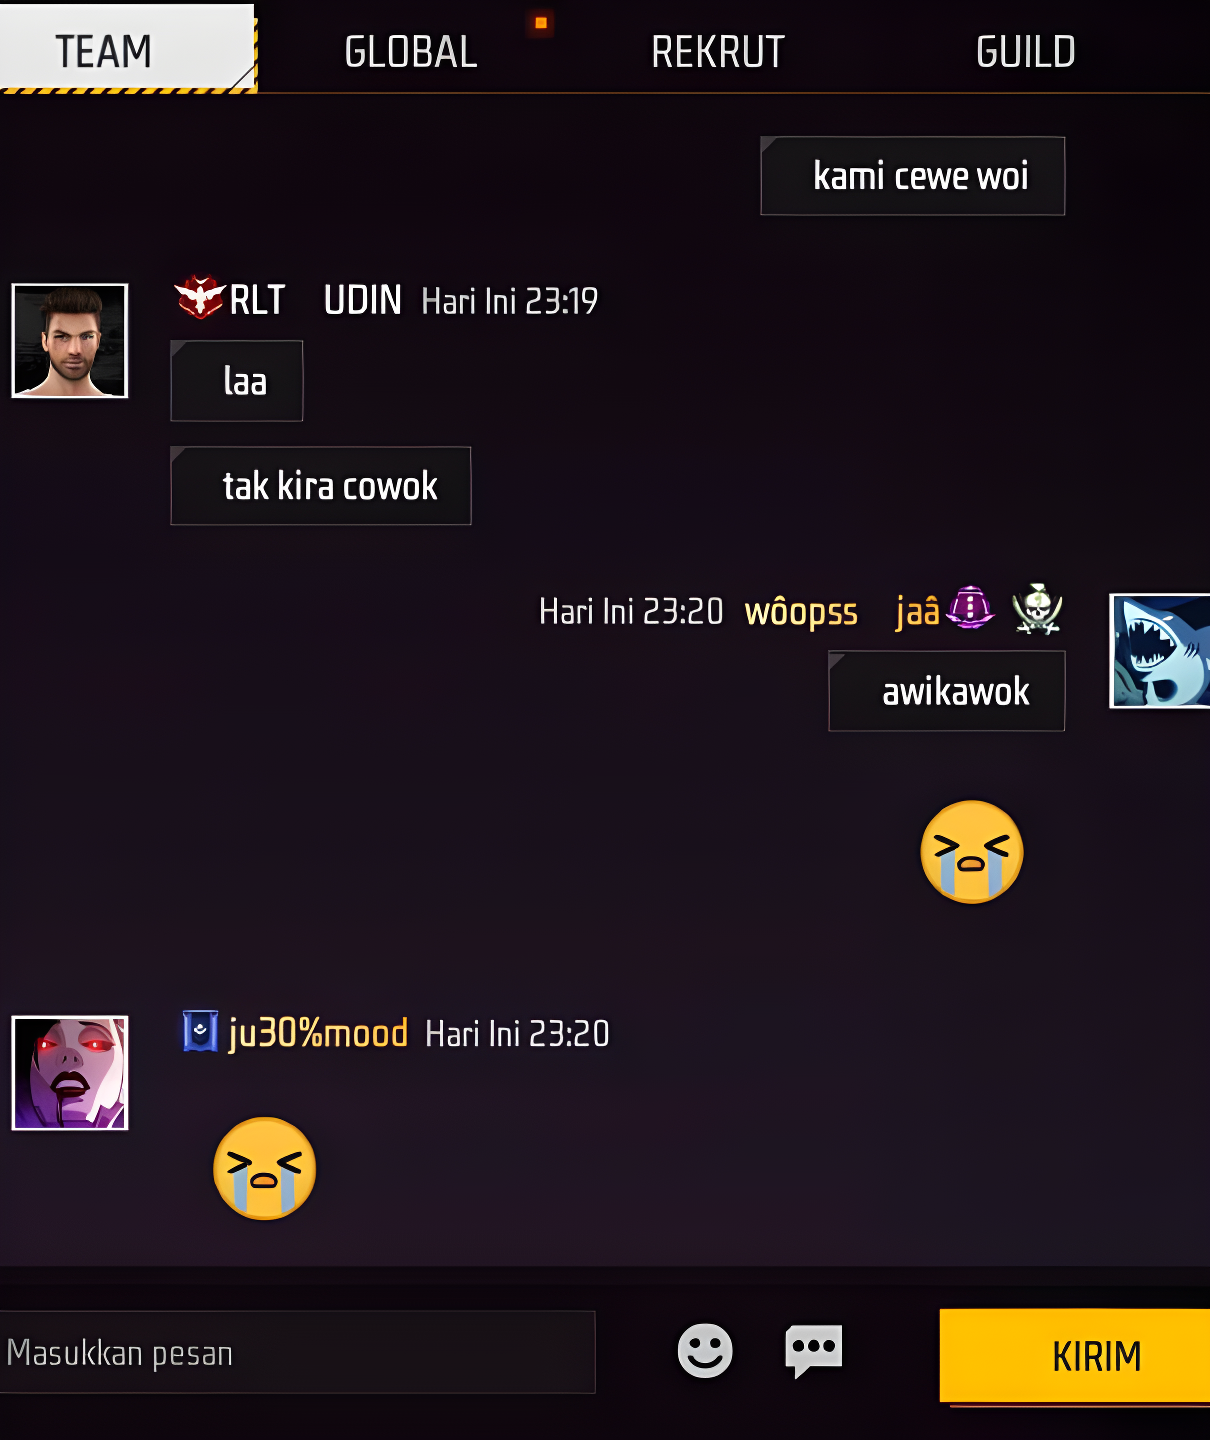 TEAM GLOBAL REKRUT GUILD
kami cewe woi
RLT UDIN Hari Ini 23:19
laa
tak kira cowok
Hari Ini 23:20 wôopss jaâ
awikawok
ju30%mood Hari Ini 23:20
Masukkan pesan KIRIM